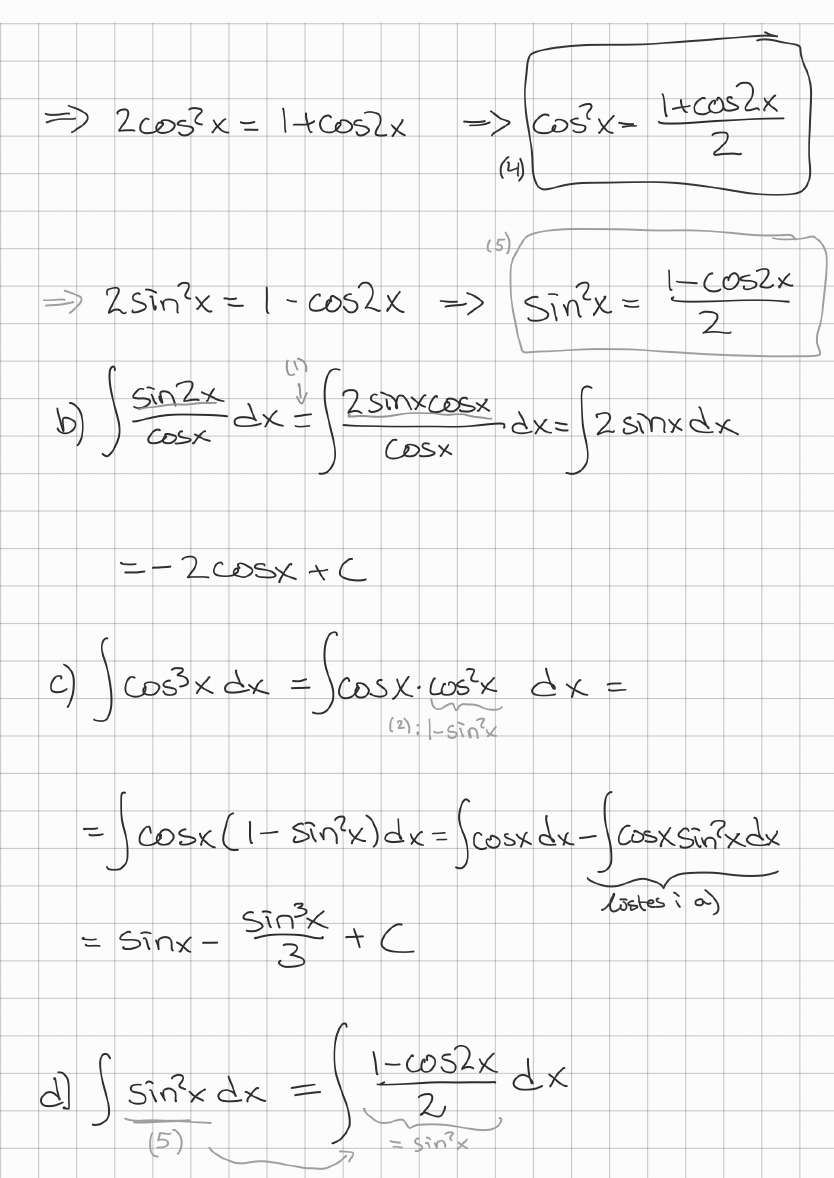 => 2cos²x = 1+cos2x => cos²x = (1+cos2x)/2 (4)
=> 2sin²x = 1 - cos2x => sin²x = (1-cos2x)/2 (5)
b) ∫ (sin2x)/(cosx) dx = (1)↓ ∫ (2sinxcosx)/(cosx) dx = ∫ 2sinx dx
= -2cosx + C
c) ∫ cos³x dx = ∫ cosx · cos²x dx =
(2): 1-sin²x
= ∫ cosx(1 - sin²x)dx = ∫ cosx dx - ∫ cosx sin²x dx
löstes i a)
= sinx - (sin³x)/3 + C
d) ∫ sin²x dx = ∫ (1-cos2x)/2 dx
(5) = sin²x